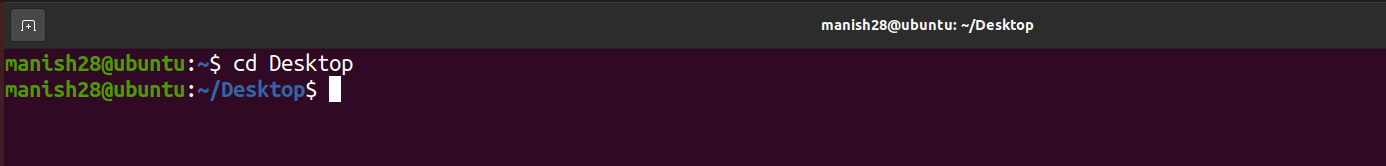 manish28@ubuntu: ~/Desktop
manish28@ubuntu:~$ cd Desktop
manish28@ubuntu:~/Desktop$